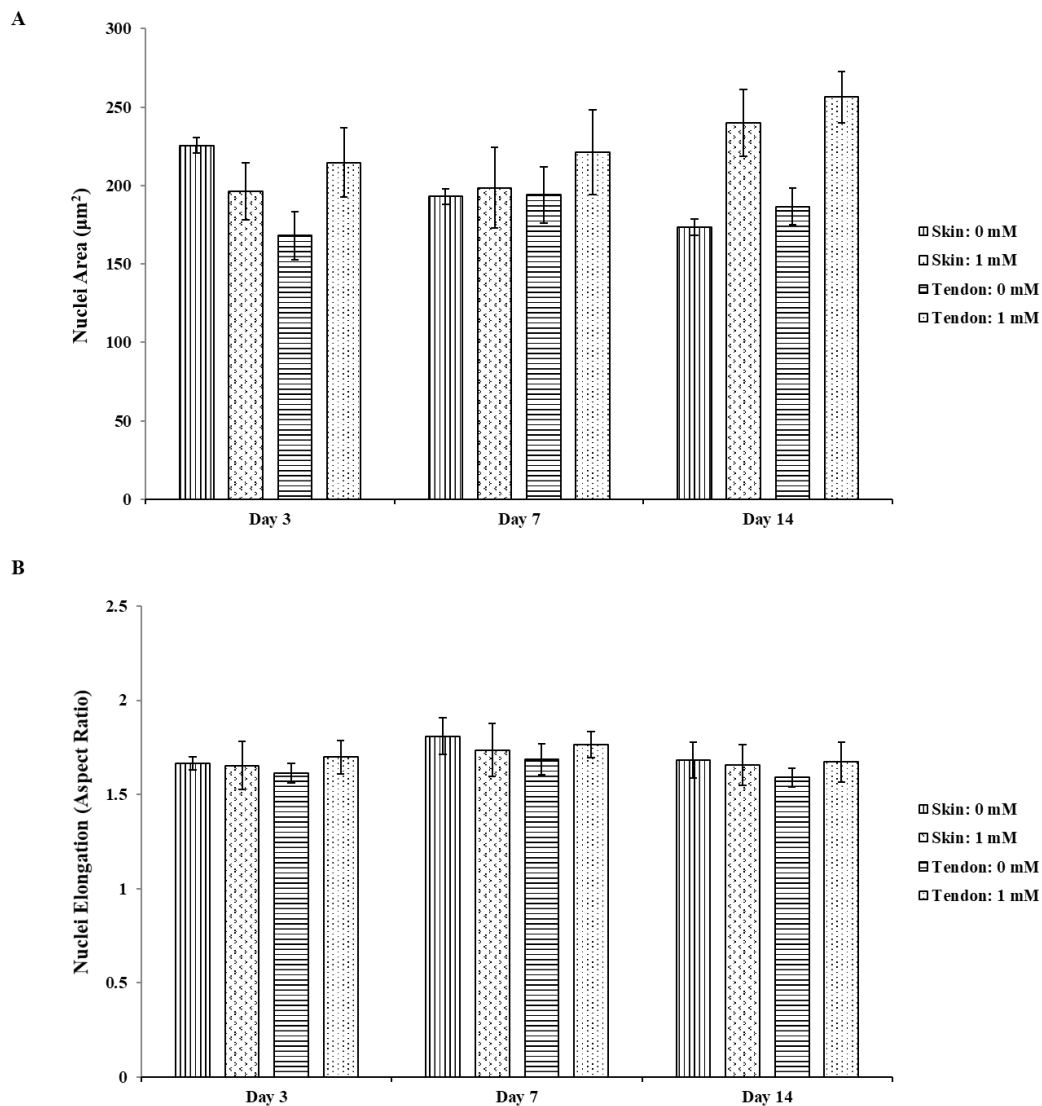 A
Nuclei Area (µm²)
300
250
200
150
100
50
0
Day 3 Day 7 Day 14
Skin: 0 mM
Skin: 1 mM
Tendon: 0 mM
Tendon: 1 mM
B
Nuclei Elongation (Aspect Ratio)
2.5
2
1.5
1
0.5
0
Day 3 Day 7 Day 14
Skin: 0 mM
Skin: 1 mM
Tendon: 0 mM
Tendon: 1 mM